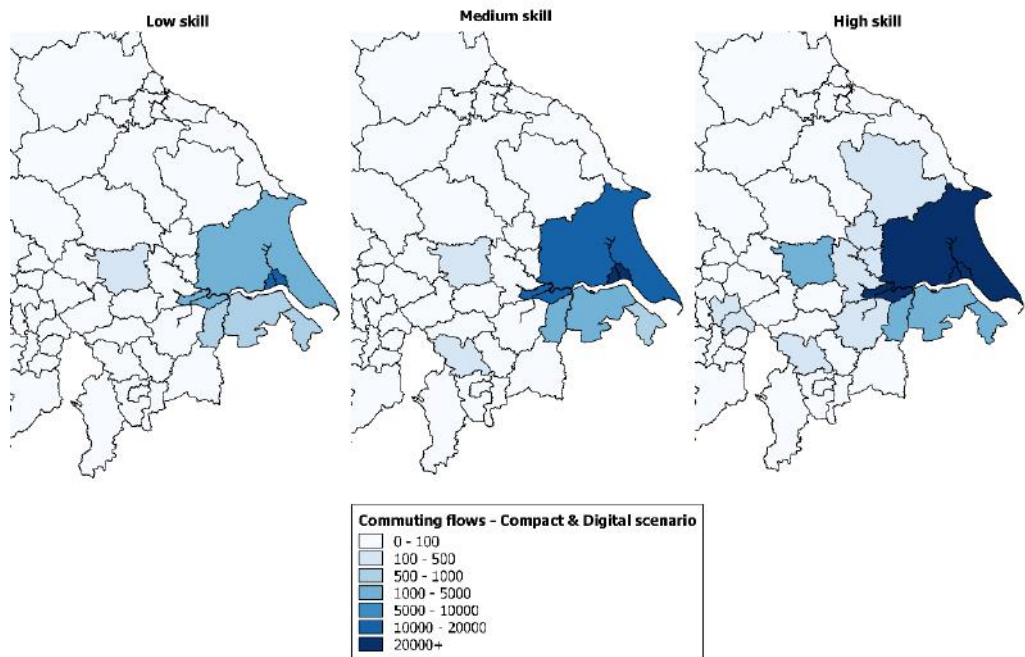 Low skill
Medium skill
High skill
Commuting flows - Compact & Digital scenario
0 - 100
100 - 500
500 - 1000
1000 - 5000
5000 - 10000
10000 - 20000
20000+